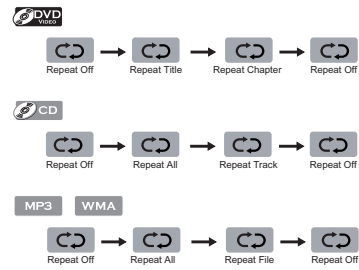 DVD
VIDEO
Repeat Off Repeat Title Repeat Chapter Repeat Off
CD
Repeat Off Repeat All Repeat Track Repeat Off
MP3 WMA
Repeat Off Repeat All Repeat File Repeat Off